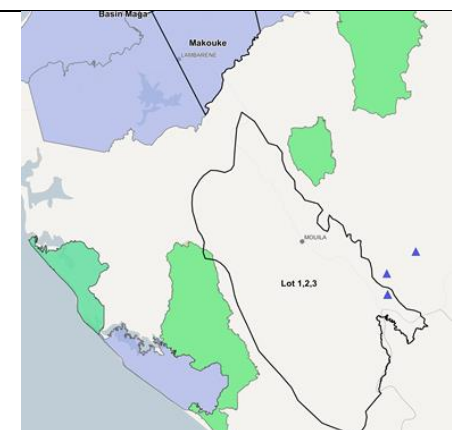 Basin Maga
Makouke
LAMBARENE
MOUILA
Lot 1,2,3